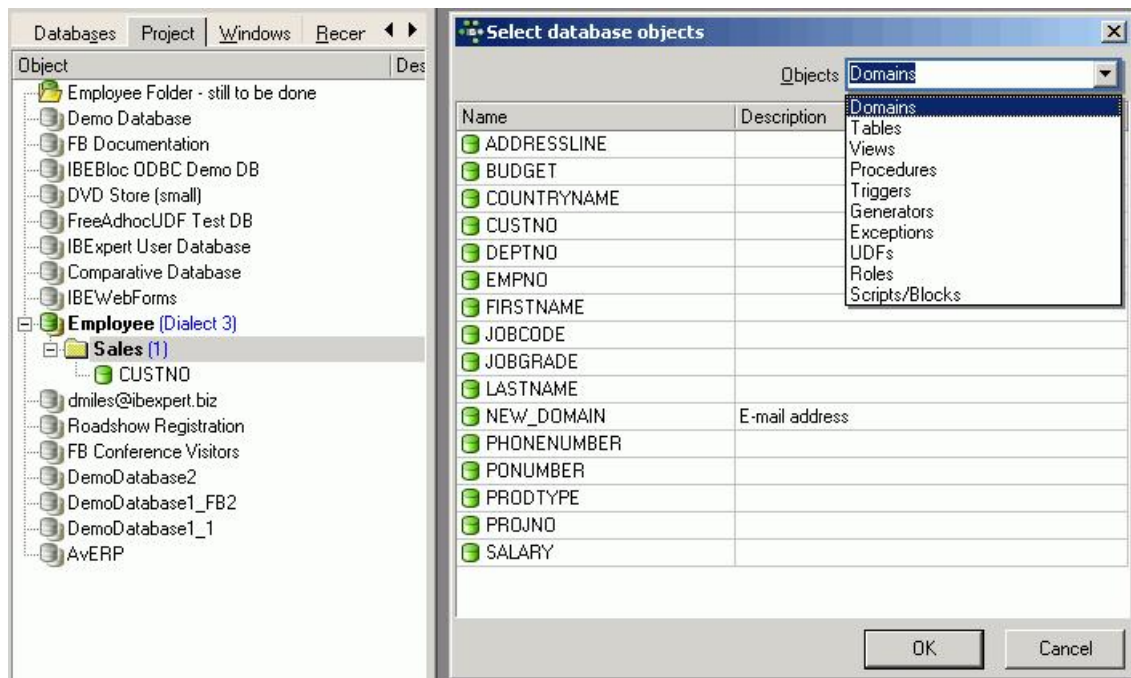 Databases Project Windows Recer
Object Des
Employee Folder - still to be done
Demo Database
FB Documentation
IBEBloc ODBC Demo DB
DVD Store (small)
FreeAdhocUDF Test DB
IBExpert User Database
Comparative Database
IBEWebForms
Employee (Dialect 3)
Sales (1)
CUSTNO
dmiles@ibexpert.biz
Roadshow Registration
FB Conference Visitors
DemoDatabase2
DemoDatabase1_FB2
DemoDatabase1_1
AvERP
Select database objects
Objects Domains
Domains
Tables
Views
Procedures
Triggers
Generators
Exceptions
UDFs
Roles
Scripts/Blocks
Name Description
ADDRESSLINE
BUDGET
COUNTRYNAME
CUSTNO
DEPTNO
EMPNO
FIRSTNAME
JOBCODE
JOBGRADE
LASTNAME
NEW_DOMAIN E-mail address
PHONENUMBER
PONUMBER
PRODTYPE
PROJNO
SALARY
OK Cancel